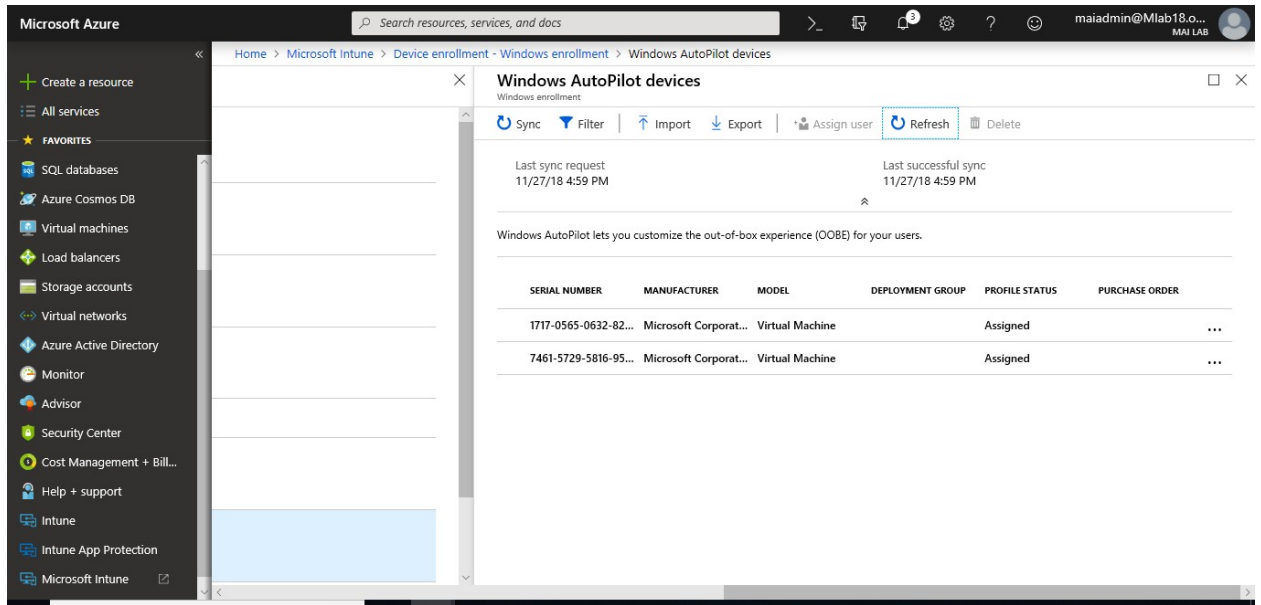 Microsoft Azure
Search resources, services, and docs
3
maiadmin@Mlab18.o...
MAI LAB
Home > Microsoft Intune > Device enrollment - Windows enrollment > Windows AutoPilot devices
Create a resource
All services
FAVORITES
SQL databases
Azure Cosmos DB
Virtual machines
Load balancers
Storage accounts
Virtual networks
Azure Active Directory
Monitor
Advisor
Security Center
Cost Management + Bill...
Help + support
Intune
Intune App Protection
Microsoft Intune
Windows AutoPilot devices
Windows enrollment
Sync Filter Import Export Assign user Refresh Delete
Last sync request Last successful sync
11/27/18 4:59 PM 11/27/18 4:59 PM
Windows AutoPilot lets you customize the out-of-box experience (OOBE) for your users.
SERIAL NUMBER MANUFACTURER MODEL DEPLOYMENT GROUP PROFILE STATUS PURCHASE ORDER
1717-0565-0632-82... Microsoft Corporat... Virtual Machine Assigned ...
7461-5729-5816-95... Microsoft Corporat... Virtual Machine Assigned ...